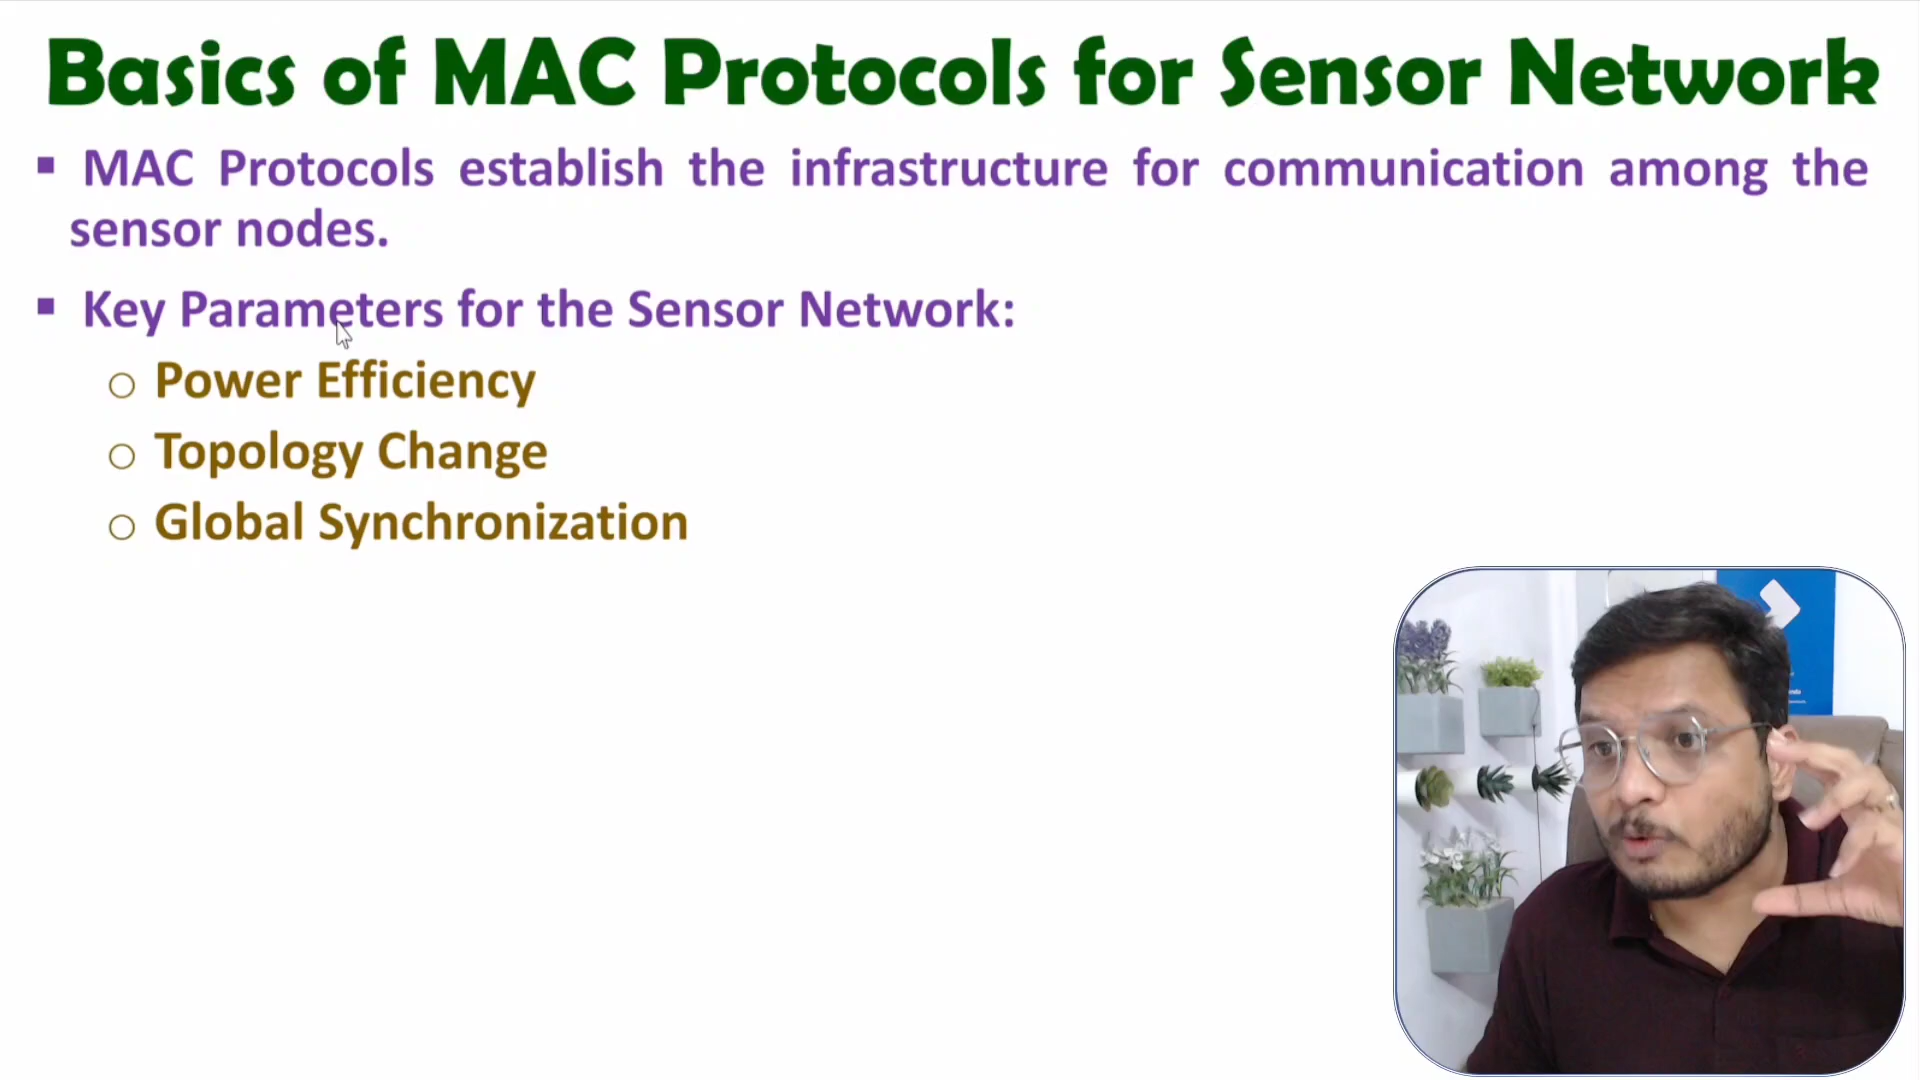 Basics of MAC Protocols for Sensor Network
▪ MAC Protocols establish the infrastructure for communication among the
sensor nodes.
▪ Key Parameters for the Sensor Network:
○ Power Efficiency
○ Topology Change
○ Global Synchronization